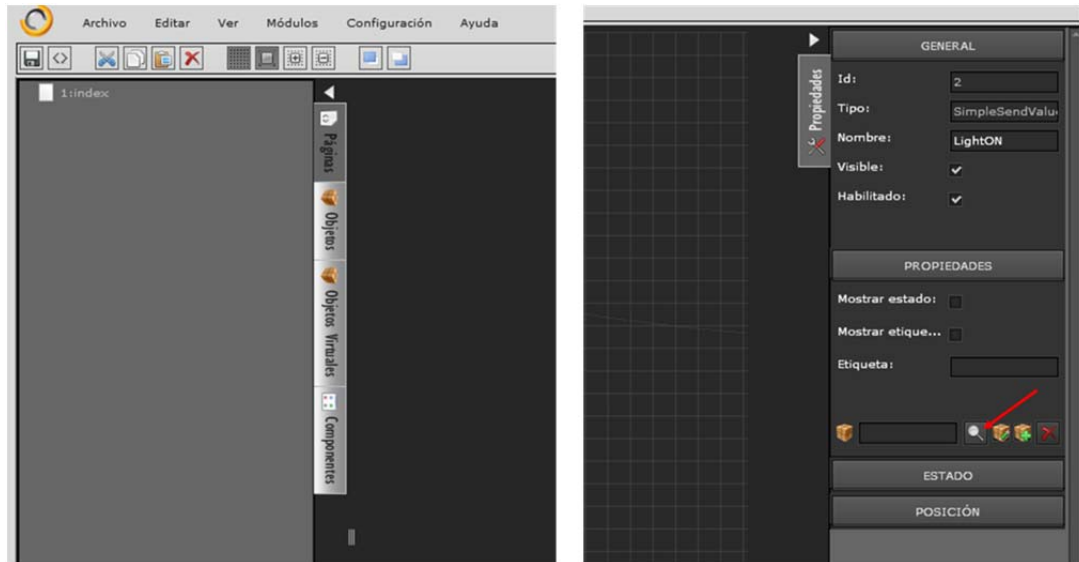 Archivo Editar Ver Módulos Configuración Ayuda
1:index
Páginas
Objetos
Objetos Virtuales
Componentes
Propiedades
GENERAL
Id: 2
Tipo: SimpleSendValu
Nombre: LightON
Visible:
Habilitado:
PROPIEDADES
Mostrar estado:
Mostrar etique...
Etiqueta:
ESTADO
POSICIÓN